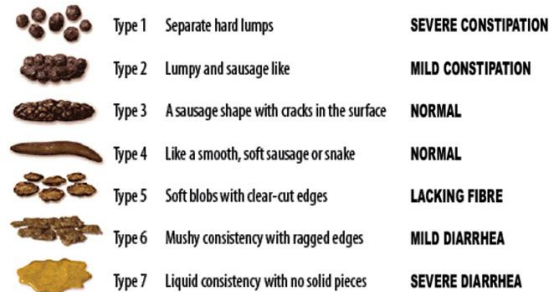 Type 1 Separate hard lumps SEVERE CONSTIPATION
Type 2 Lumpy and sausage like MILD CONSTIPATION
Type 3 A sausage shape with cracks in the surface NORMAL
Type 4 Like a smooth, soft sausage or snake NORMAL
Type 5 Soft blobs with clear-cut edges LACKING FIBRE
Type 6 Mushy consistency with ragged edges MILD DIARRHEA
Type 7 Liquid consistency with no solid pieces SEVERE DIARRHEA